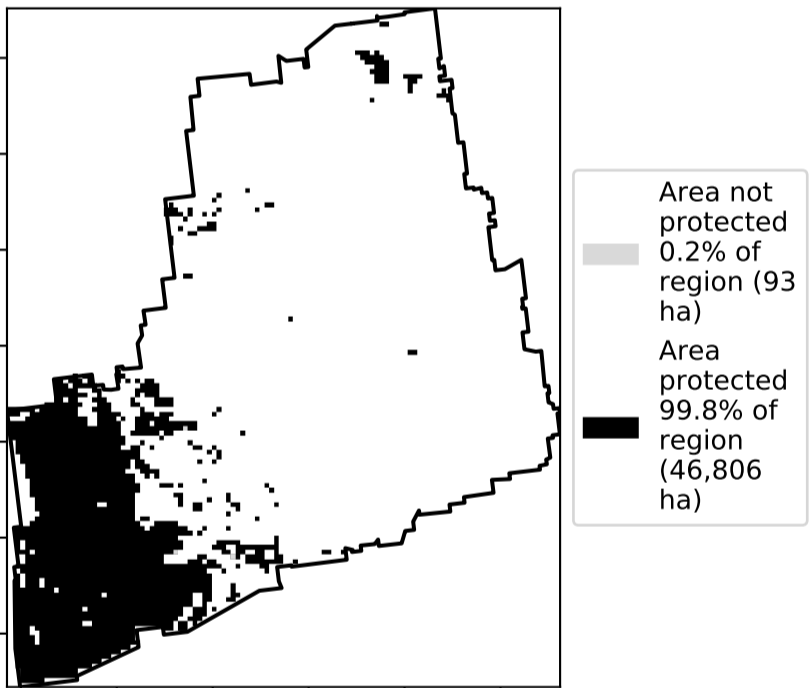 Area not
protected
0.2% of
region (93
ha)
Area
protected
99.8% of
region
(46,806
ha)